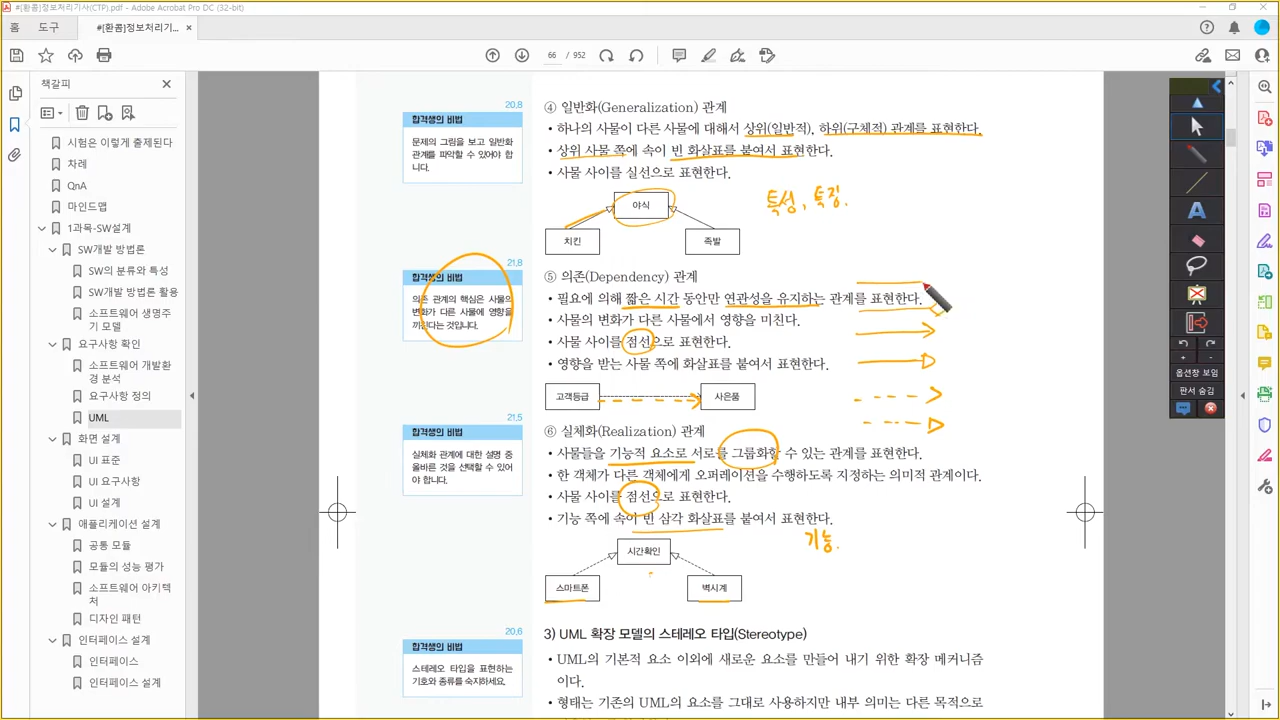 #[환콤]정보처리기사(CTP).pdf - Adobe Acrobat Pro DC (32-bit)
홈 도구 #[환콤]정보처리기... ×
66 / 952
책갈피
시험은 이렇게 출제된다
차례
QnA
마인드맵
1과목-SW설계
SW개발 방법론
SW의 분류와 특성
SW개발 방법론 활용
소프트웨어 생명주
기 모델
요구사항 확인
소프트웨어 개발환
경 분석
요구사항 정의
UML
화면 설계
UI 표준
UI 요구사항
UI 설계
애플리케이션 설계
공통 모듈
모듈의 성능 평가
소프트웨어 아키텍
처
디자인 패턴
인터페이스 설계
인터페이스
인터페이스 설계
20.8
합격생의 비법
문제의 그림을 보고 일반화
관계를 파악할 수 있어야 합
니다.
21.8
합격생의 비법
의존 관계의 핵심은 사물의
변화가 다른 사물에 영향을
끼친다는 것입니다.
21.5
합격생의 비법
실체화 관계에 대한 설명 중
올바른 것을 선택할 수 있어
야 합니다.
20.6
합격생의 비법
스테레오 타입을 표현하는
기호와 종류를 숙지하세요.
④ 일반화(Generalization) 관계
• 하나의 사물이 다른 사물에 대해서 상위(일반적), 하위(구체적) 관계를 표현한다.
• 상위 사물 쪽에 속이 빈 화살표를 붙여서 표현한다.
• 사물 사이를 실선으로 표현한다.
야식
특성, 특징.
치킨 족발
⑤ 의존(Dependency) 관계
• 필요에 의해 짧은 시간 동안만 연관성을 유지하는 관계를 표현한다.
• 사물의 변화가 다른 사물에서 영향을 미친다.
• 사물 사이를 점선으로 표현한다.
• 영향을 받는 사물 쪽에 화살표를 붙여서 표현한다.
고객등급 사은품
⑥ 실체화(Realization) 관계
• 사물들을 기능적 요소로 서로를 그룹화할 수 있는 관계를 표현한다.
• 한 객체가 다른 객체에게 오퍼레이션을 수행하도록 지정하는 의미적 관계이다.
• 사물 사이를 점선으로 표현한다.
• 기능 쪽에 속이 빈 삼각 화살표를 붙여서 표현한다.
기능.
시간확인
스마트폰 벽시계
3) UML 확장 모델의 스테레오 타입(Stereotype)
• UML의 기본적 요소 이외에 새로운 요소를 만들어 내기 위한 확장 메커니즘
이다.
• 형태는 기존의 UML의 요소를 그대로 사용하지만 내부 의미는 다른 목적으로
A
옵션창 보임
판서 숨김